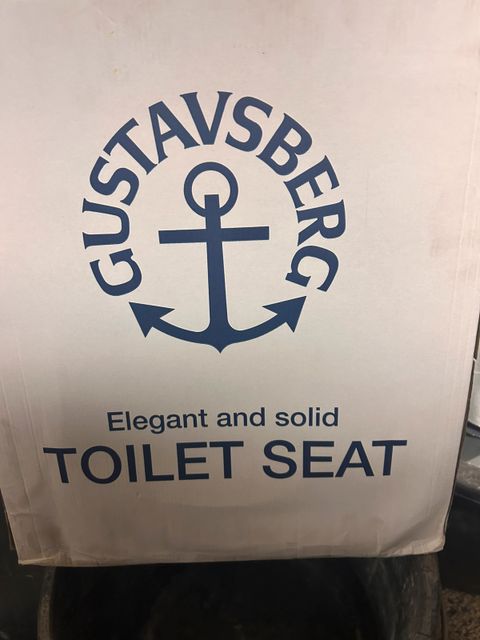 GUSTAVSBERG
Elegant and solid
TOILET SEAT